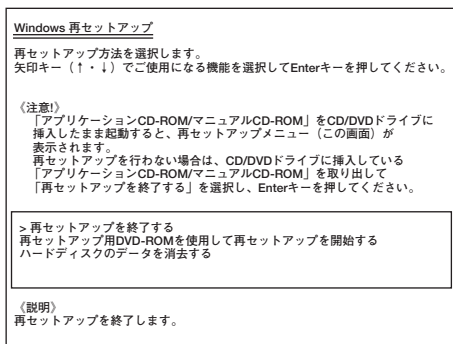 Windows 再セットアップ
再セットアップ方法を選択します。
矢印キー（↑・↓）でご使用になる機能を選択してEnterキーを押してください。
《注意!》
「アプリケーションCD-ROM/マニュアルCD-ROM」をCD/DVDドライブに
挿入したまま起動すると、再セットアップメニュー（この画面）が
表示されます。
再セットアップを行わない場合は、CD/DVDドライブに挿入している
「アプリケーションCD-ROM/マニュアルCD-ROM」を取り出して
「再セットアップを終了する」を選択し、Enterキーを押してください。
> 再セットアップを終了する
再セットアップ用DVD-ROMを使用して再セットアップを開始する
ハードディスクのデータを消去する
《説明》
再セットアップを終了します。